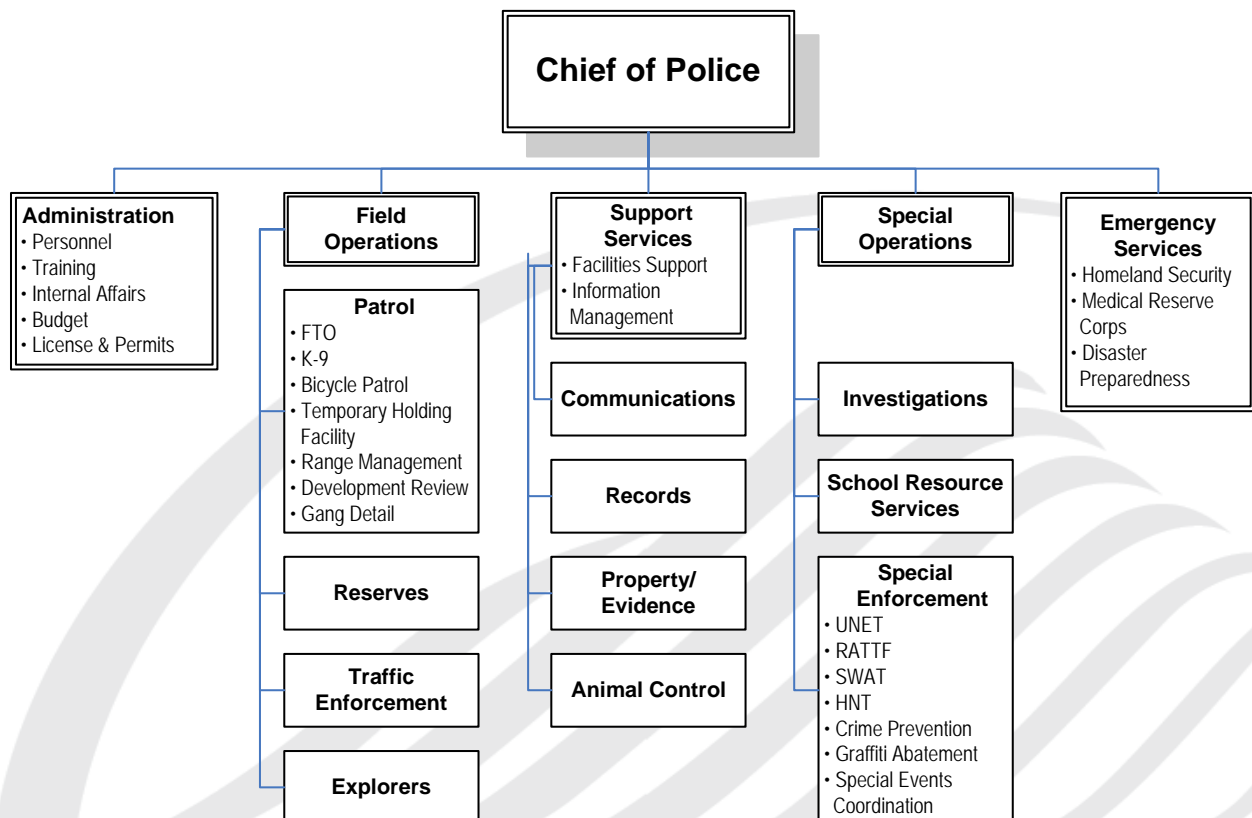 Chief of Police
Administration
• Personnel
• Training
• Internal Affairs
• Budget
• License & Permits
Field
Operations
Patrol
• FTO
• K-9
• Bicycle Patrol
• Temporary Holding
Facility
• Range Management
• Development Review
• Gang Detail
Reserves
Traffic
Enforcement
Explorers
Support
Services
• Facilities Support
• Information
Management
Communications
Records
Property/
Evidence
Animal Control
Special
Operations
Investigations
School Resource
Services
Special
Enforcement
• UNET
• RATTF
• SWAT
• HNT
• Crime Prevention
• Graffiti Abatement
• Special Events
Coordination
Emergency
Services
• Homeland Security
• Medical Reserve
Corps
• Disaster
Preparedness